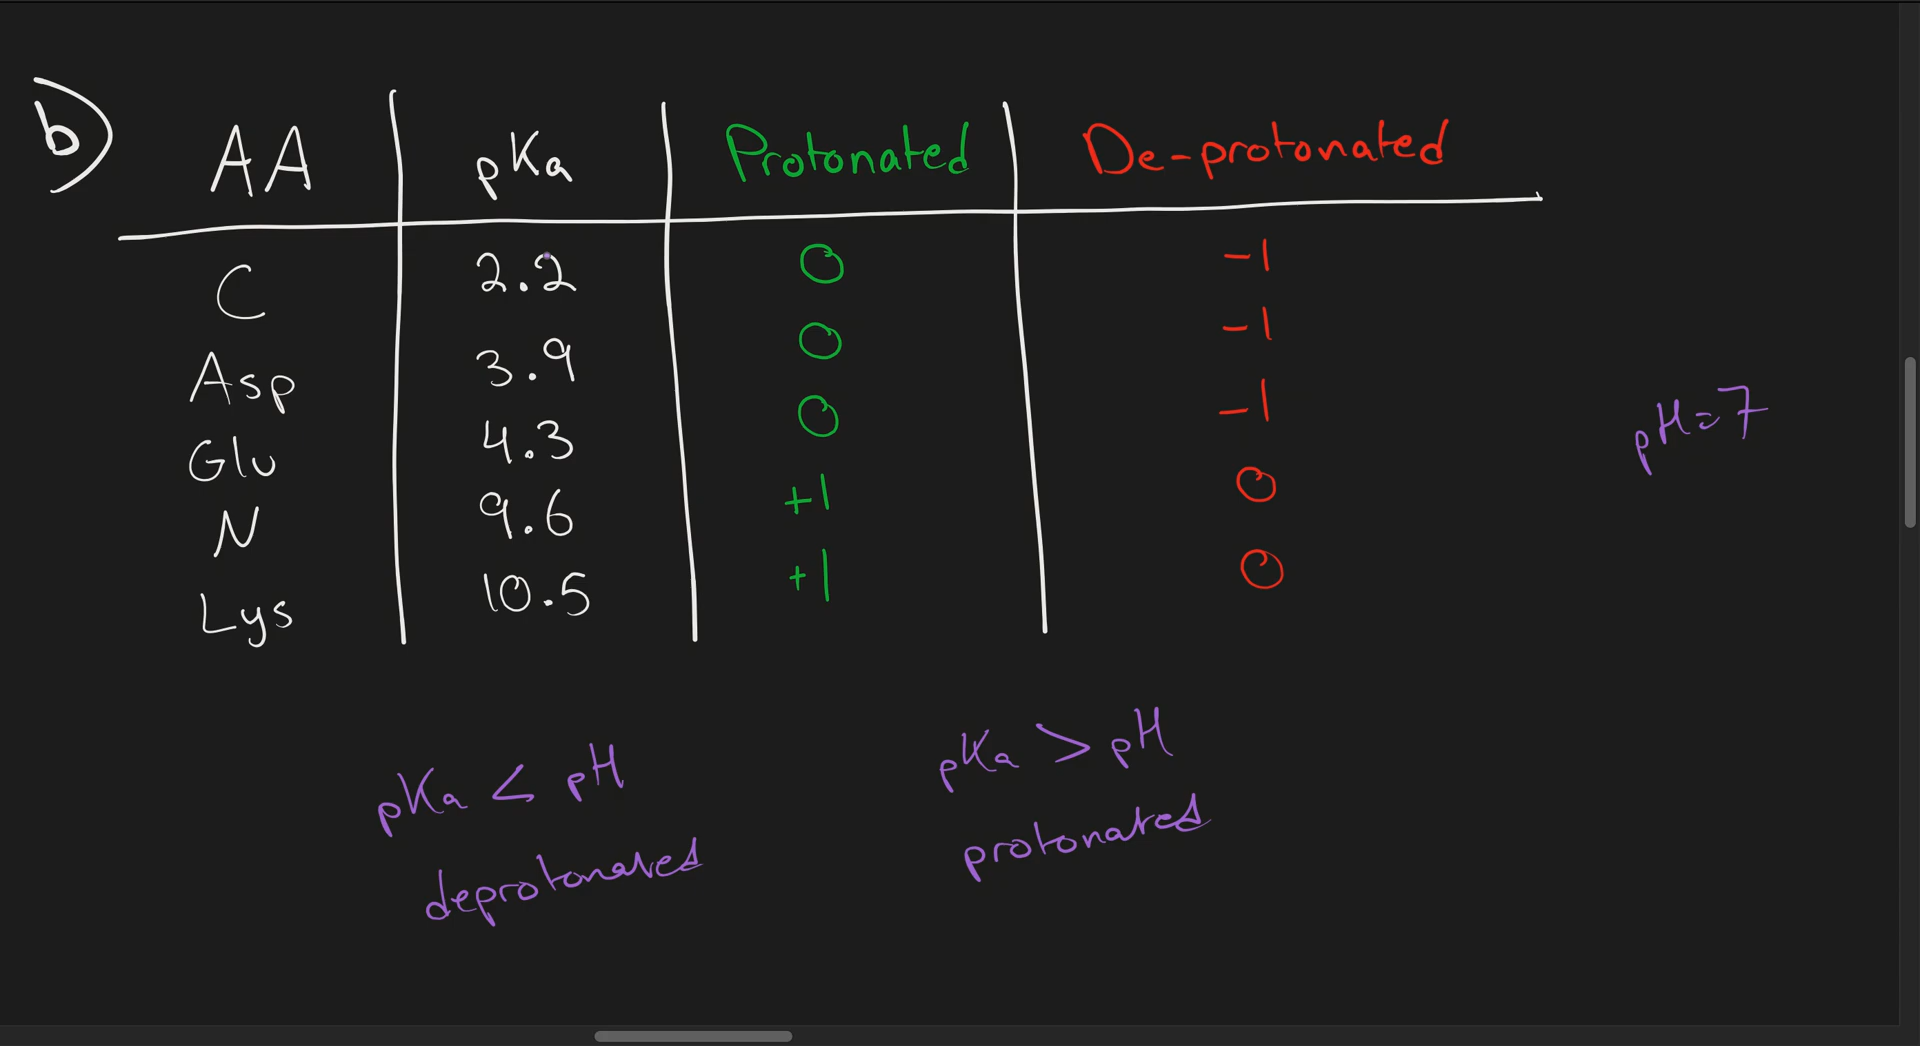 b)
AA pKa Protonated De-protonated
C 2.2 0 -1
Asp 3.9 0 -1
Glu 4.3 0 -1
N 9.6 +1 0
Lys 10.5 +1 0
pH=7
pKa < pH
deprotonated
pKa > pH
protonated